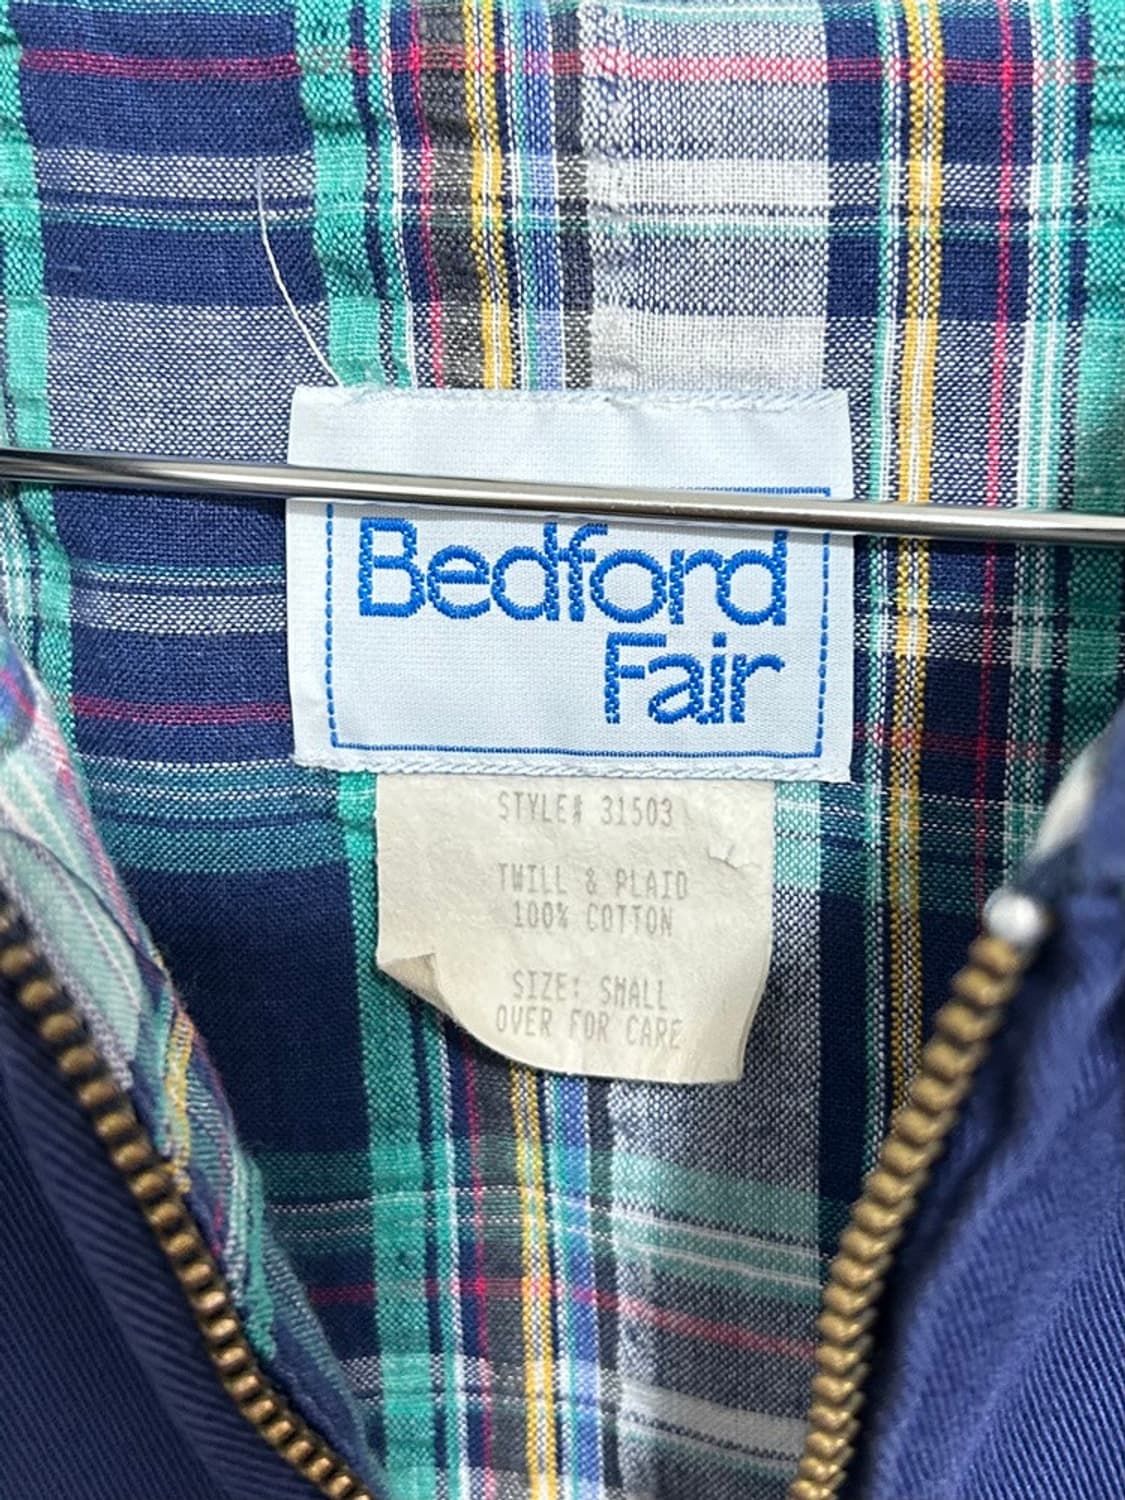 Bedford
Fair
STYLE# 31503
TWILL & PLAID
100% COTTON
SIZE: SMALL
OVER FOR CARE